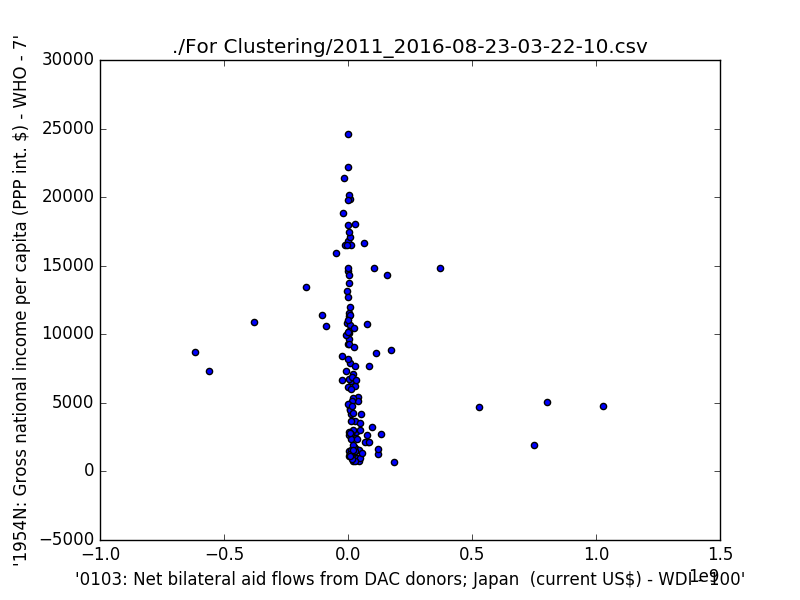 ./For Clustering/2011_2016-08-23-03-22-10.csv
'1954N: Gross national income per capita (PPP int. $) - WHO - 7'
30000
25000
20000
15000
10000
5000
0
−5000
−1.0 −0.5 0.0 0.5 1.0 1.5
1e9
'0103: Net bilateral aid flows from DAC donors; Japan  (current US$) - WDI - 100'